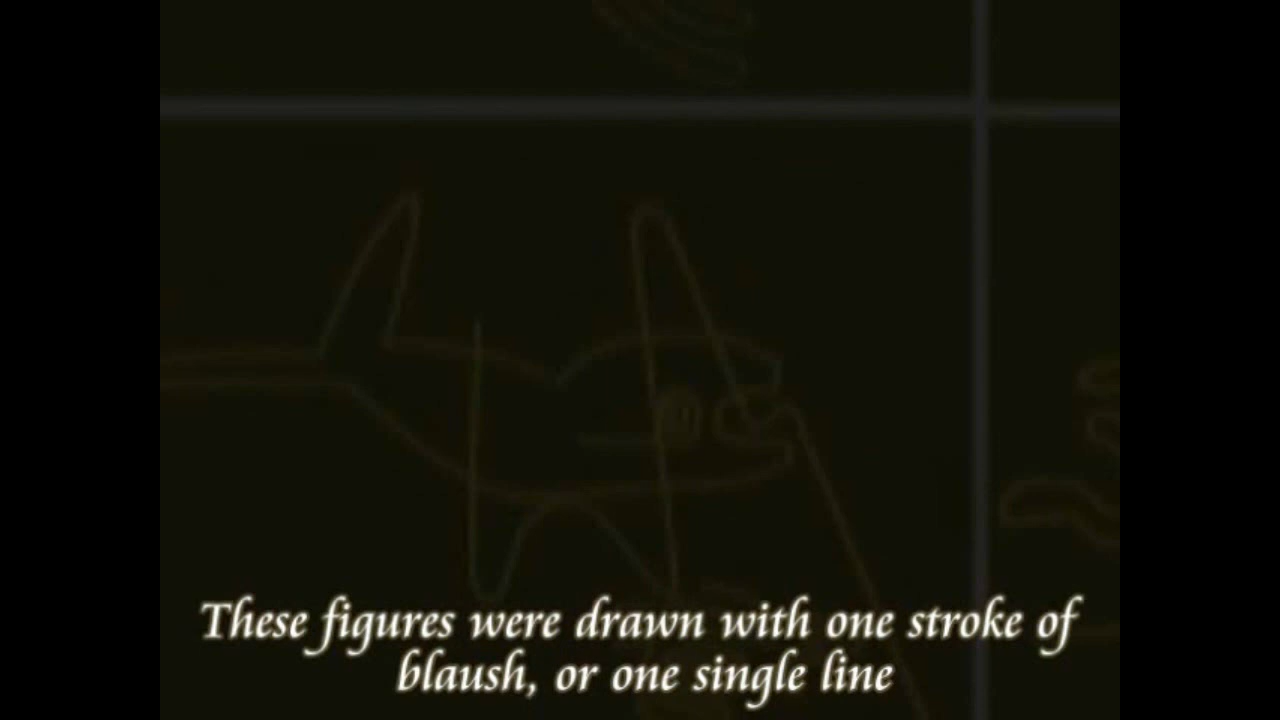 These figures were drawn with one stroke of
blaush, or one single line